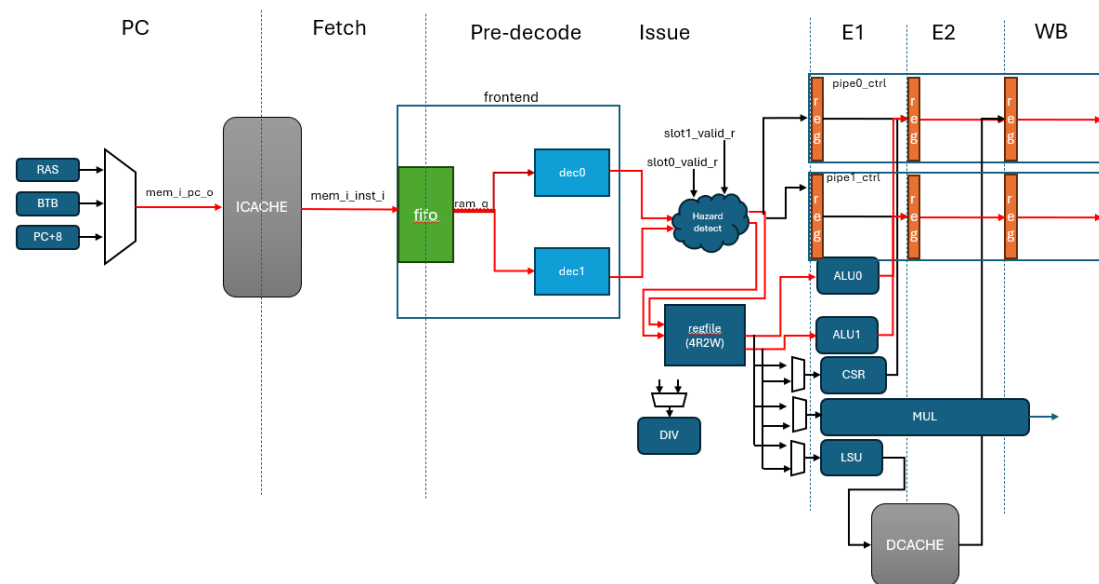 PC
Fetch
Pre-decode
Issue
E1
E2
WB
frontend
pipe0_ctrl
reg
reg
reg
slot1_valid_r
slot0_valid_r
RAS
BTB
PC+8
mem_i_pc_o
ICACHE
mem_i_inst_i
fifo
ram_q
dec0
dec1
Hazard
detect
pipe1_ctrl
reg
reg
reg
ALU0
regfile
(4R2W)
ALU1
CSR
MUL
DIV
LSU
DCACHE